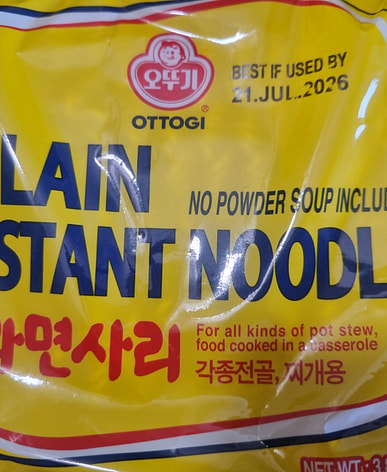 오뚜기
OTTOGI
BEST IF USED BY
21.JUL.2026
LAIN
NO POWDER SOUP INCLU
STANT NOODL
라면사리
For all kinds of pot stew,
food cooked in a casserole
각종전골, 찌개용
NET WT.